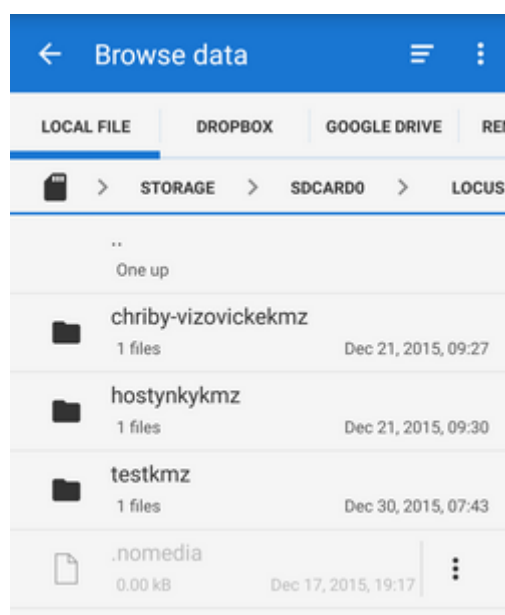 Browse data
LOCAL FILE DROPBOX GOOGLE DRIVE
> STORAGE > SDCARD0 > LOCUS
..
One up
chriby-vizovickekmz
1 files Dec 21, 2015, 09:27
hostynkykmz
1 files Dec 21, 2015, 09:30
testkmz
1 files Dec 30, 2015, 07:43
.nomedia
0.00 kB Dec 17, 2015, 19:17